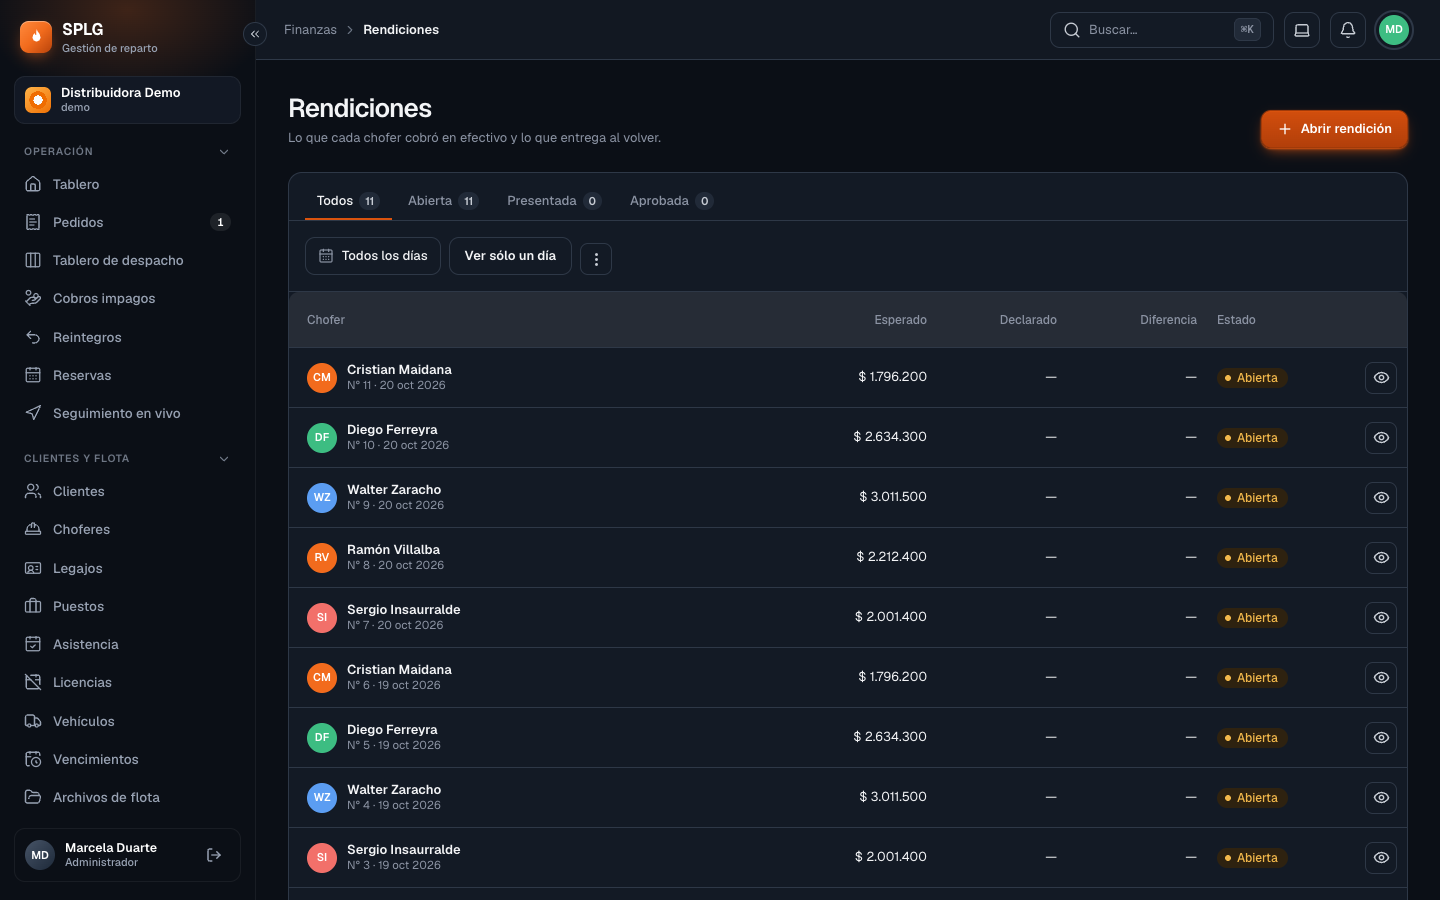 SPLG
Gestión de reparto
Distribuidora Demo
demo
OPERACIÓN
Tablero
Pedidos 1
Tablero de despacho
Cobros impagos
Reintegros
Reservas
Seguimiento en vivo
CLIENTES Y FLOTA
Clientes
Choferes
Legajos
Puestos
Asistencia
Licencias
Vehículos
Vencimientos
Archivos de flota
MD
Marcela Duarte
Administrador
Finanzas > Rendiciones
Buscar... ⌘K
MD
Rendiciones
Lo que cada chofer cobró en efectivo y lo que entrega al volver.
+ Abrir rendición
Todos 11 Abierta 11 Presentada 0 Aprobada 0
Todos los días Ver sólo un día
Chofer Esperado Declarado Diferencia Estado
CM Cristian Maidana $ 1.796.200 — — Abierta
N° 11 · 20 oct 2026
DF Diego Ferreyra $ 2.634.300 — — Abierta
N° 10 · 20 oct 2026
WZ Walter Zaracho $ 3.011.500 — — Abierta
N° 9 · 20 oct 2026
RV Ramón Villalba $ 2.212.400 — — Abierta
N° 8 · 20 oct 2026
SI Sergio Insaurralde $ 2.001.400 — — Abierta
N° 7 · 20 oct 2026
CM Cristian Maidana $ 1.796.200 — — Abierta
N° 6 · 19 oct 2026
DF Diego Ferreyra $ 2.634.300 — — Abierta
N° 5 · 19 oct 2026
WZ Walter Zaracho $ 3.011.500 — — Abierta
N° 4 · 19 oct 2026
SI Sergio Insaurralde $ 2.001.400 — — Abierta
N° 3 · 19 oct 2026